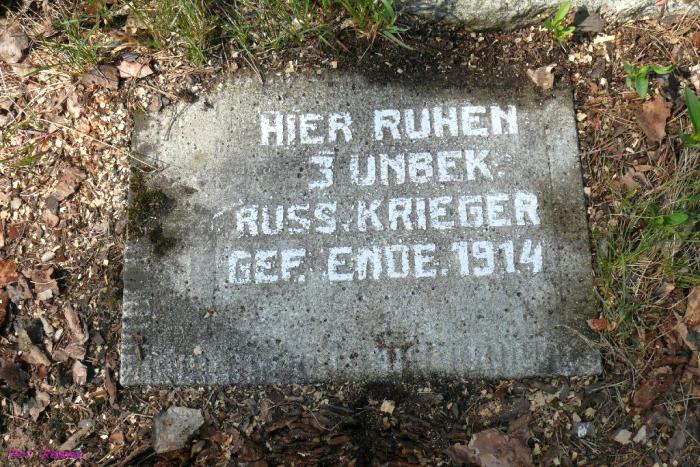 HIER RUHEN
3 UNBEK.
RUSS. KRIEGER
GEF. ENDE. 1914